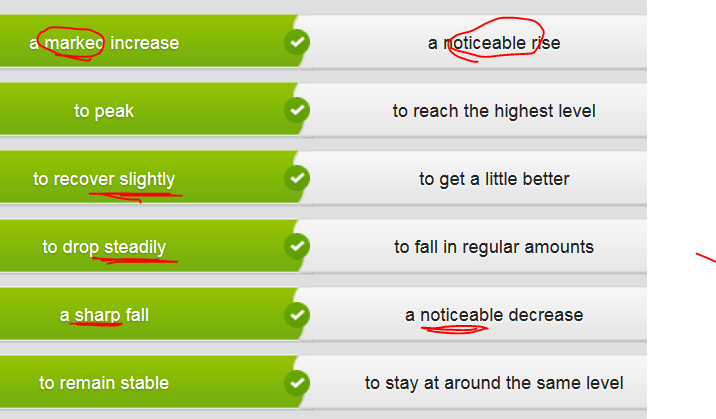 a marked increase a noticeable rise
to peak to reach the highest level
to recover slightly to get a little better
to drop steadily to fall in regular amounts
a sharp fall a noticeable decrease
to remain stable to stay at around the same level